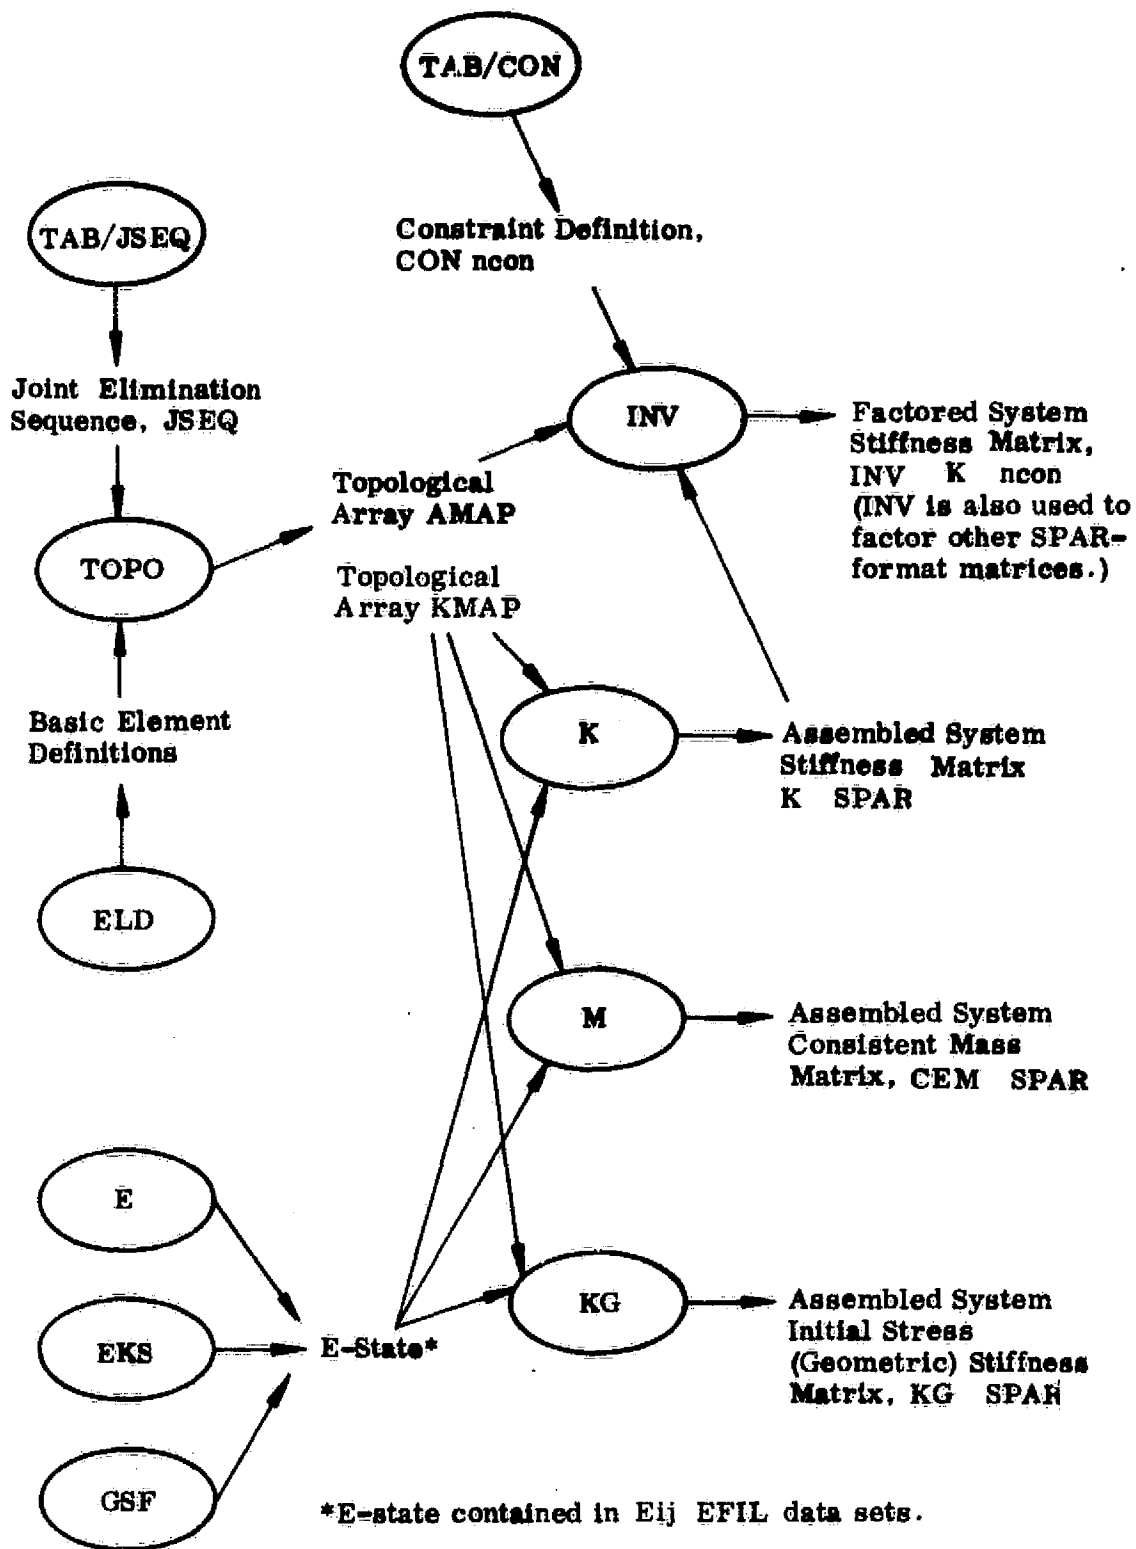 TAB/CON
TAB/JSEQ
Constraint Definition,
CON ncon
Joint Elimination
Sequence, JSEQ
INV
Factored System
Stiffness Matrix,
INV K ncon
(INV is also used to
factor other SPAR-
format matrices.)
Topological
Array AMAP
TOPO
Topological
Array KMAP
Basic Element
Definitions
K
Assembled System
Stiffness Matrix
K SPAR
ELD
M
Assembled System
Consistent Mass
Matrix, CEM SPAR
E
KG
Assembled System
Initial Stress
(Geometric) Stiffness
Matrix, KG SPAR
EKS
E-State*
GSF
*E-state contained in Eij EFIL data sets.